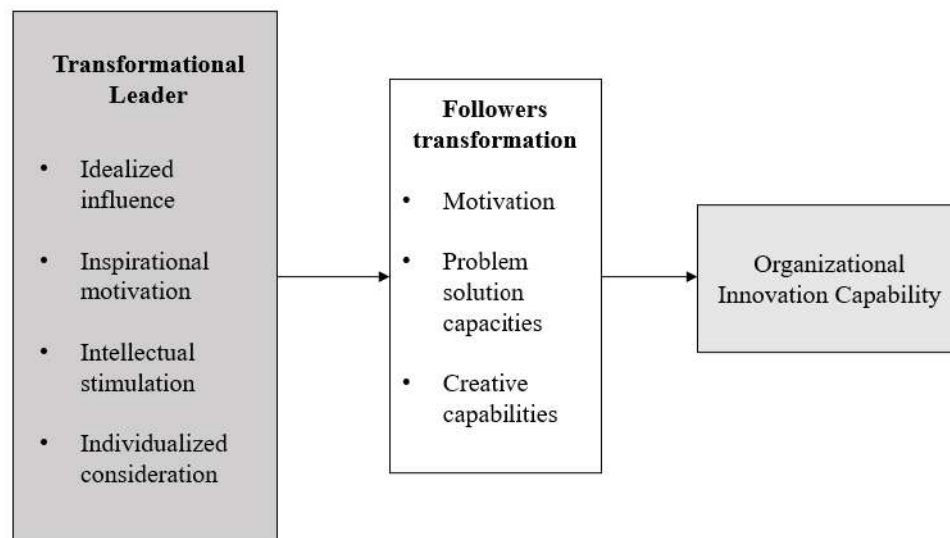 Transformational
Leader
• Idealized
influence
• Inspirational
motivation
• Intellectual
stimulation
• Individualized
consideration
Followers
transformation
• Motivation
• Problem
solution
capacities
• Creative
capabilities
Organizational
Innovation Capability